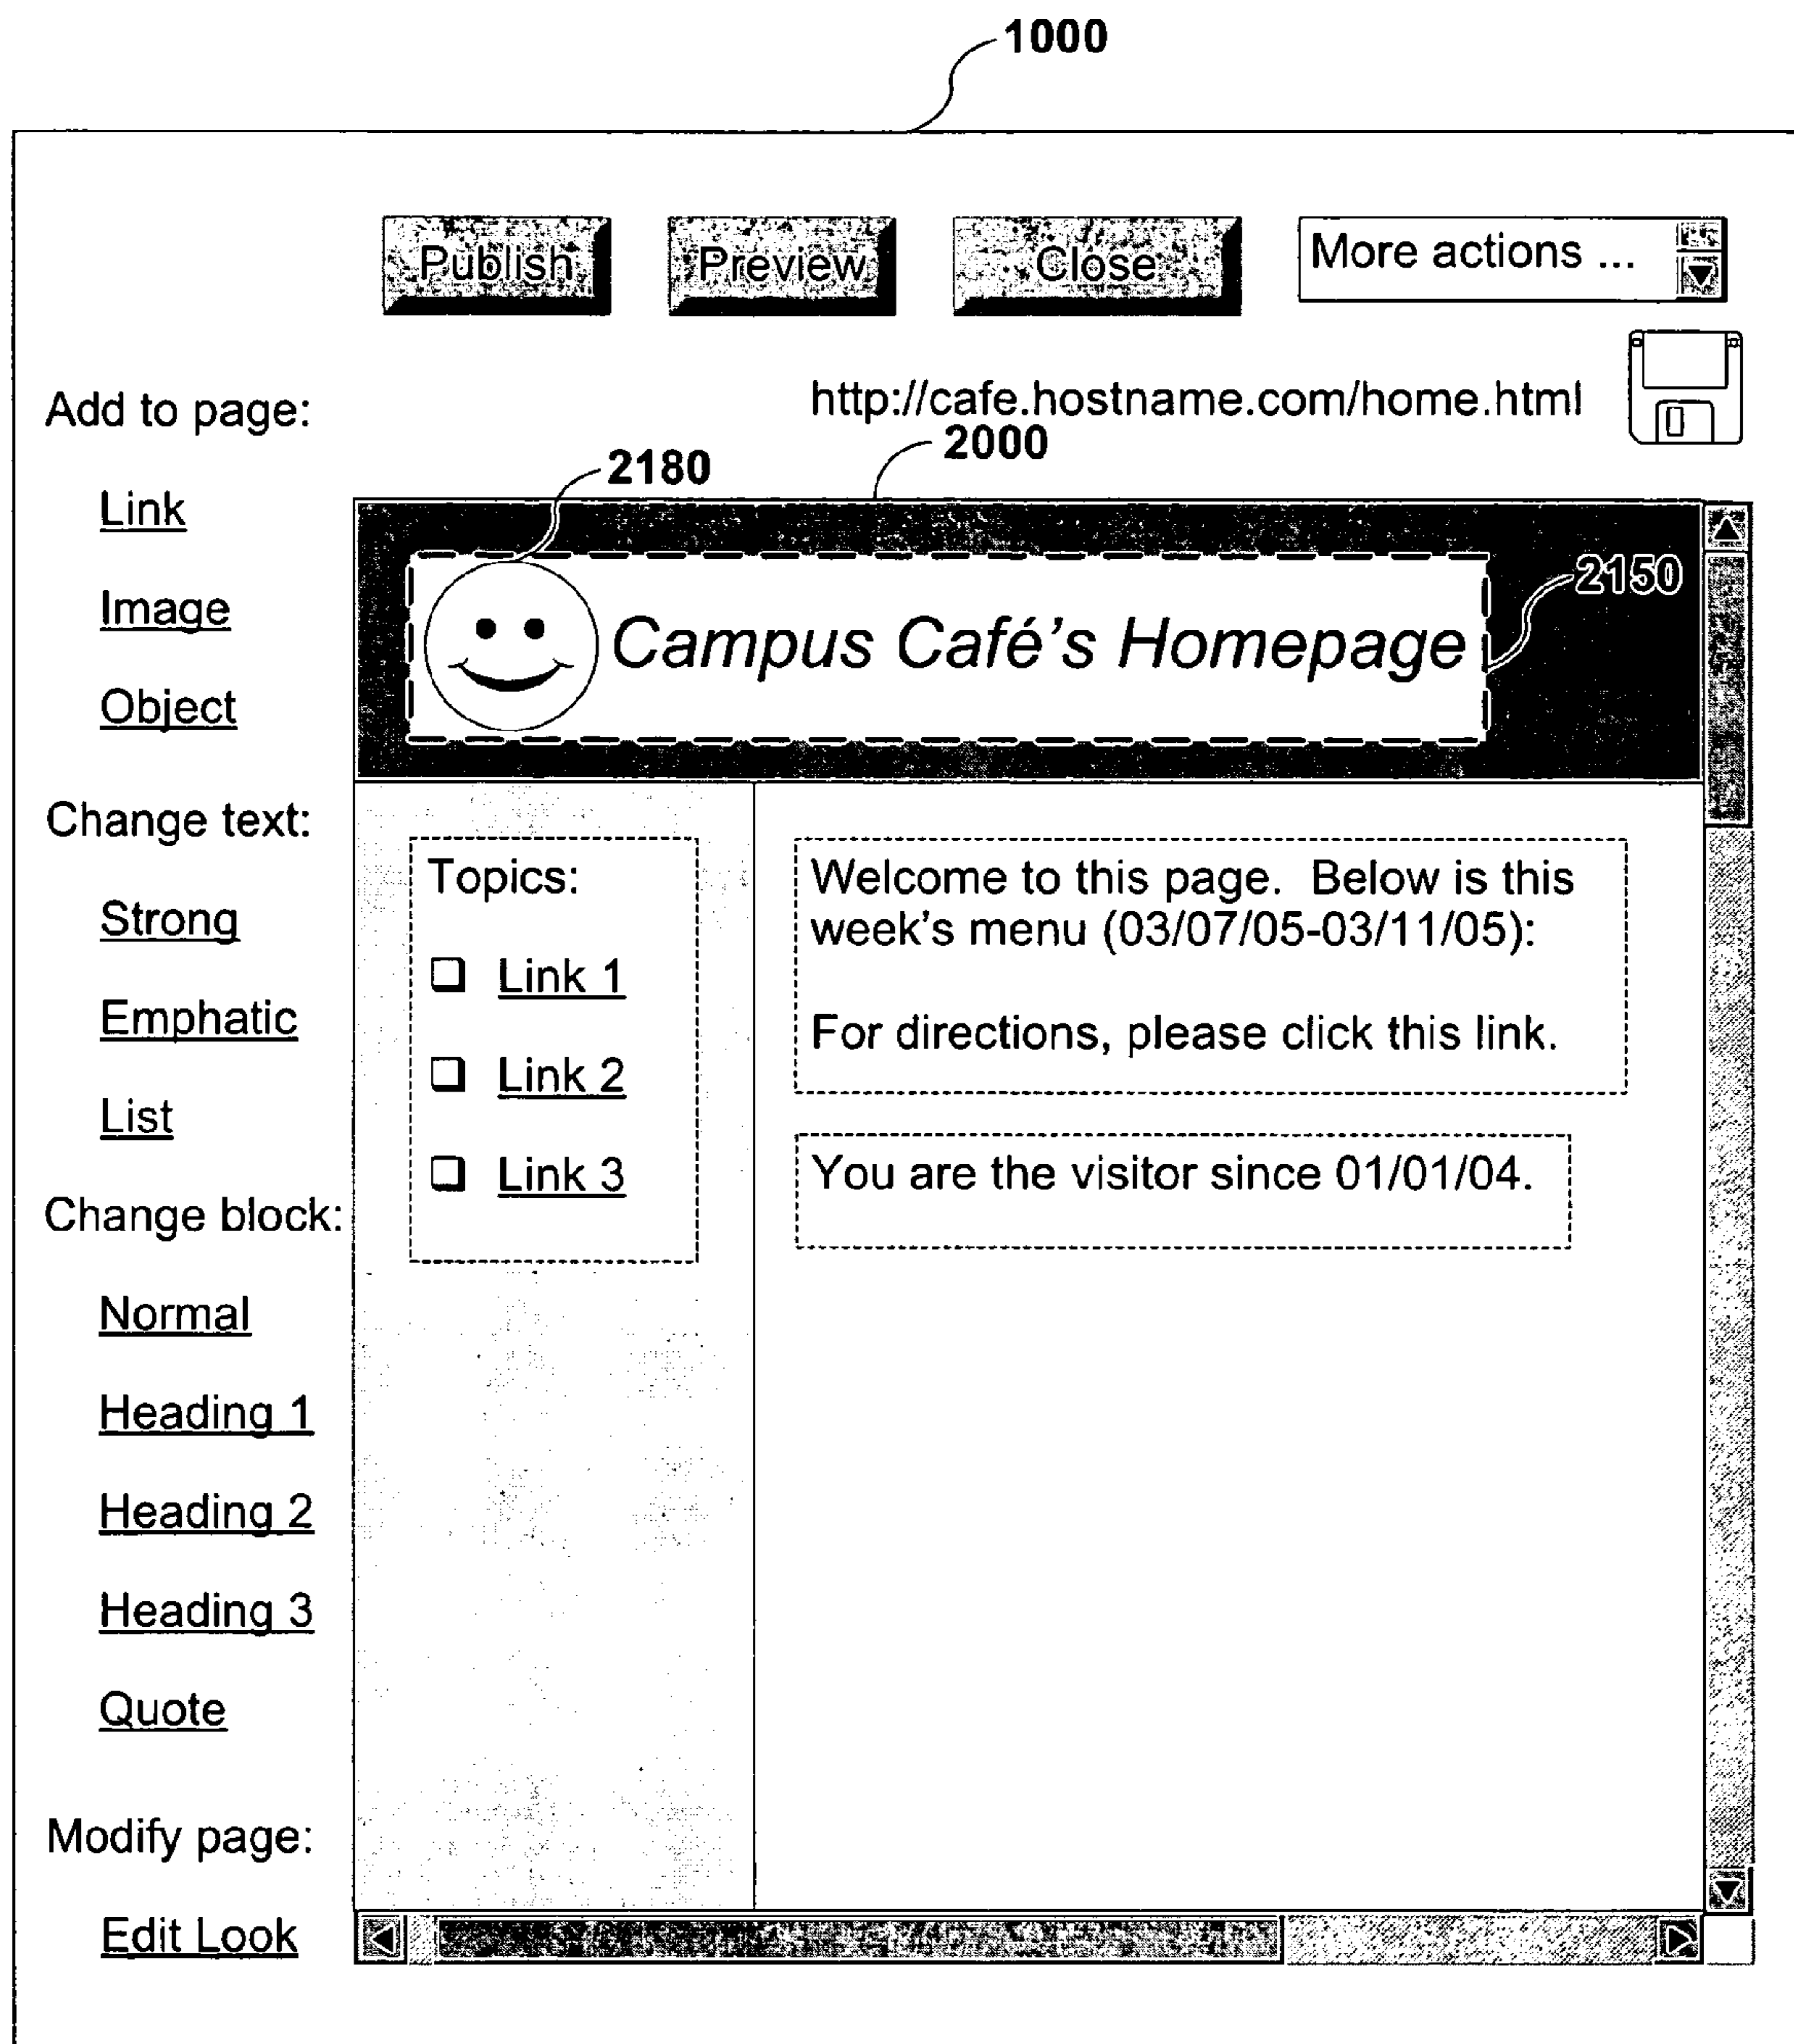 1000
Publish
Preview
Close
More actions ...
http://cafe.hostname.com/home.html
Add to page:
Link
Image
Object
Change text:
Strong
Emphatic
List
Change block:
Normal
Heading 1
Heading 2
Heading 3
Quote
Modify page:
Edit Look
2000
2180
2150
Campus Café's Homepage
Topics:
Link 1
Link 2
Link 3
Welcome to this page. Below is this
week's menu (03/07/05-03/11/05):
For directions, please click this link.
You are the visitor since 01/01/04.